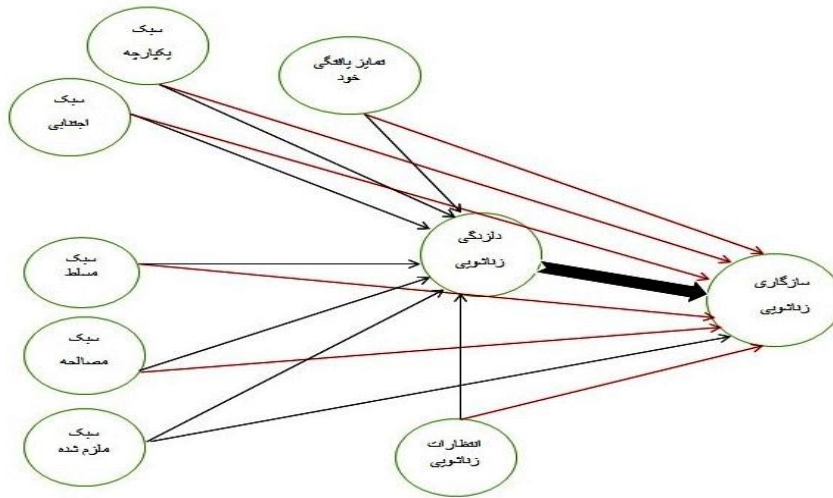 سبک
یکپارچه
تمایز یافتگی
خود
سبک
اجتنابی
دلزدگی
زناشویی
سبک
مسلط
سازگاری
زناشویی
سبک
مصالحه
سبک
ملزم شده
انتظارات
زناشویی